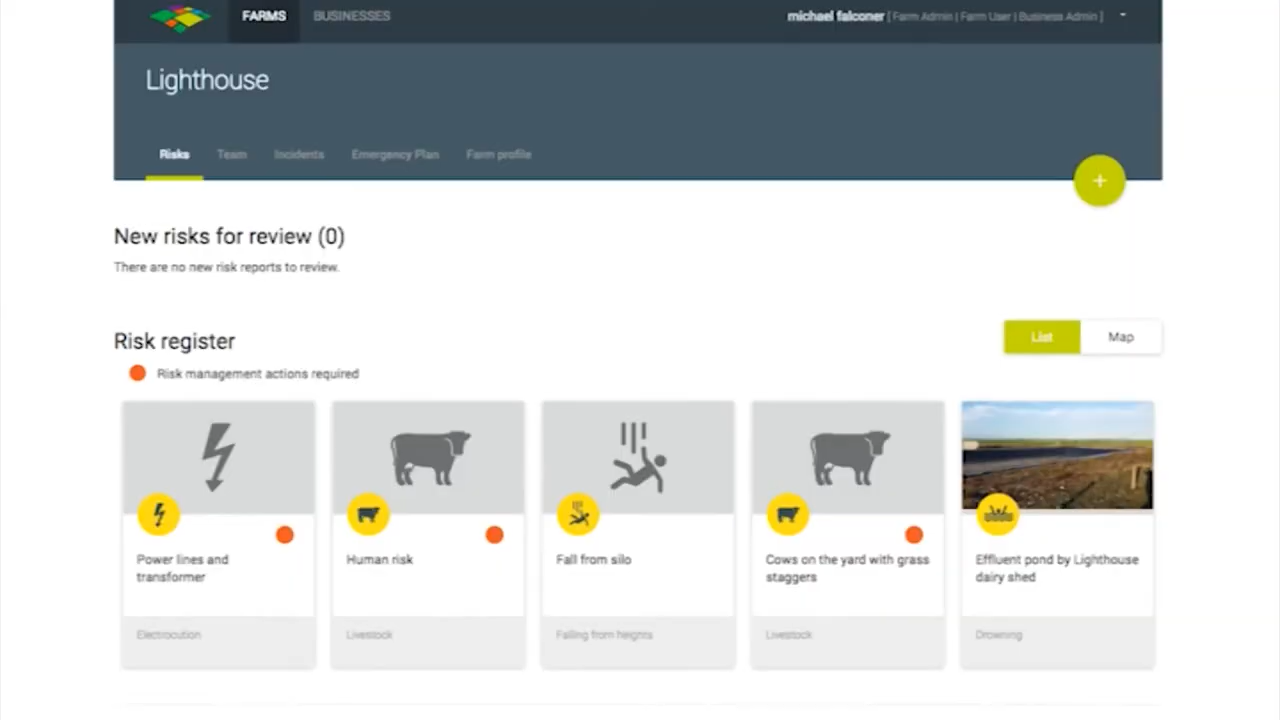 FARMS BUSINESSES michael falconer [ Farm Admin | Farm User | Business Admin ]
Lighthouse
Risks Team Incidents Emergency Plan Farm profile
+
New risks for review (0)
There are no new risk reports to review.
Risk register
List Map
Risk management actions required
Power lines and
transformer
Electrocution
Human risk
Livestock
Fall from silo
Falling from heights
Cows on the yard with grass
staggers
Livestock
Effluent pond by Lighthouse
dairy shed
Drowning